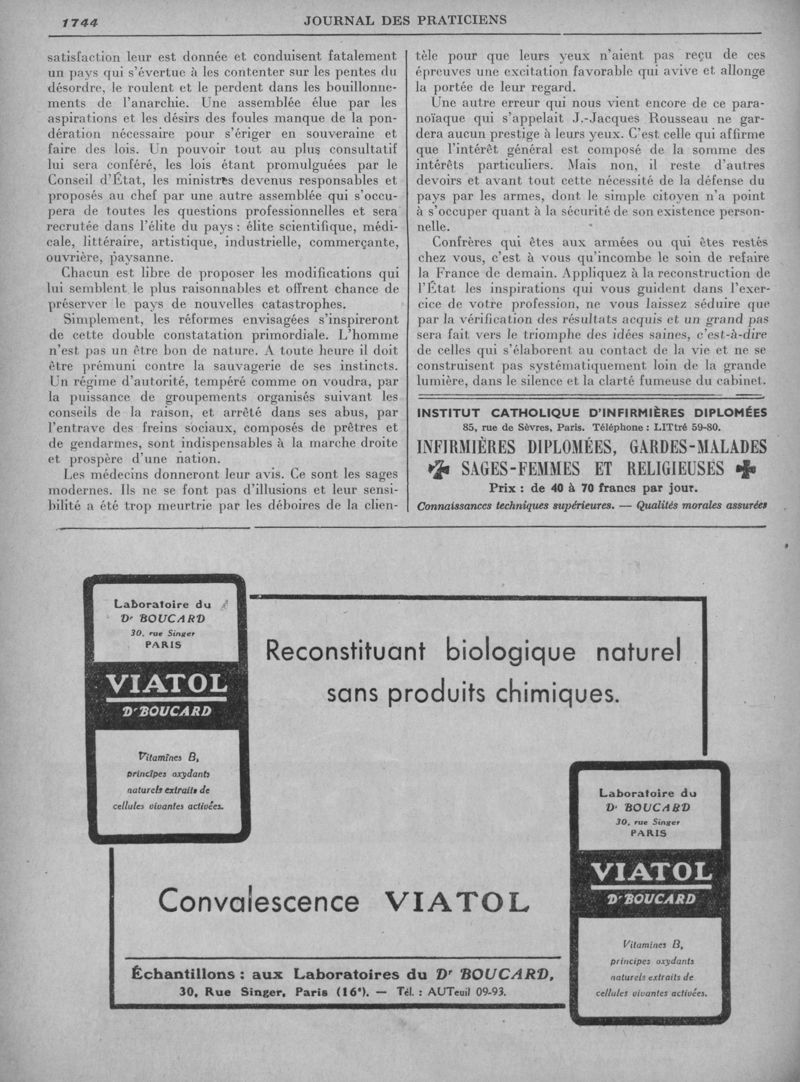 1744
JOURNAL DES PRATICIENS
satisfaction leur est donnée et conduisent fatalement
un pays qui s'évertue à les contenter sur les pentes du
désordre, le roulent et le perdent dans les bouillonne-
ments de l'anarchie. Une assemblée élue par les
aspirations et les désirs des foules manque de la pon-
dération nécessaire pour s'ériger en souveraine et
faire des lois. Un pouvoir tout au plus consultatif
lui sera conféré, les lois étant promulguées par le
Conseil d'État, les ministres devenus responsables et
proposés au chef par une autre assemblée qui s'occu-
pera de toutes les questions professionnelles et sera
recrutée dans l'élite du pays : élite scientifique, médi-
cale, littéraire, artistique, industrielle, commerçante,
ouvrière, paysanne.
Chacun est libre de proposer les modifications qui
lui semblent le plus raisonnables et offrent chance de
préserver le pays de nouvelles catastrophes.
Simplement, les réformes envisagées s'inspireront
de cette double constatation primordiale. L'homme
n'est pas un être bon de nature. A toute heure il doit
être prémuni contre la sauvagerie de ses instincts.
Un régime d'autorité, tempéré comme on voudra, par
la puissance de groupements organisés suivant les
conseils de la raison, et arrêté dans ses abus, par
l'entrave des freins sociaux, composés de prêtres et
de gendarmes, sont indispensables à la marche droite
et prospère d'une nation.
Les médecins donneront leur avis. Ce sont les sages
modernes. Ils ne se font pas d'illusions et leur sensi-
bilité a été trop meurtrie par les déboires de la clien-
tèle pour que leurs yeux n'aient pas reçu de ces
épreuves une excitation favorable qui avive et allonge
la portée de leur regard.
Une autre erreur qui nous vient encore de ce para-
noïaque qui s'appelait J.-Jacques Rousseau ne gar-
dera aucun prestige à leurs yeux. C'est celle qui affirme
que l'intérêt général est composé de la somme des
intérêts particuliers. Mais non, il reste d'autres
devoirs et avant tout cette nécessité de la défense du
pays par les armes, dont le simple citoyen n'a point
à s'occuper quant à la sécurité de son existence person-
nelle.
Confrères qui êtes aux armées ou qui êtes restés
chez vous, c'est à vous qu'incombe le soin de refaire
la France de demain. Appliquez à la reconstruction de
l'État les inspirations qui vous guident dans l'exer-
cice de votre profession, ne vous laissez séduire que
par la vérification des résultats acquis et un grand pas
sera fait vers le triomphe des idées saines, c'est-à-dire
de celles qui s'élaborent au contact de la vie et ne se
construisent pas systématiquement loin de la grande
lumière, dans le silence et la clarté fumeuse du cabinet.
INSTITUT CATHOLIQUE D'INFIRMIÈRES DIPLOMÉES
85, rue de Sèvres, Paris. Téléphone : LITtré 59-80.
INFIRMIÈRES DIPLOMÉES, GARDES-MALADES
SAGES-FEMMES ET RELIGIEUSES
Prix : de 40 à 70 francs par jour.
Connaissances techniques supérieures. — Qualités morales assurées
Laboratoire du
Dr BOUCARD
30, rue Singer
PARIS
VIATOL
Dr BOUCARD
Vitamines B,
principes oxydants
naturels extraits de
cellules vivantes activées.
Reconstituant biologique naturel
sans produits chimiques.
Laboratoire du
Dr BOUCARD
30, rue Singer
PARIS
VIATOL
Dr BOUCARD
Vitamines B,
principes oxydants
naturels extraits de
cellules vivantes activées.
Convalescence VIATOL
Échantillons : aux Laboratoires du Dr BOUCARD,
30, Rue Singer, Paris (16e). — Tél. : AUTeuil 09-93.